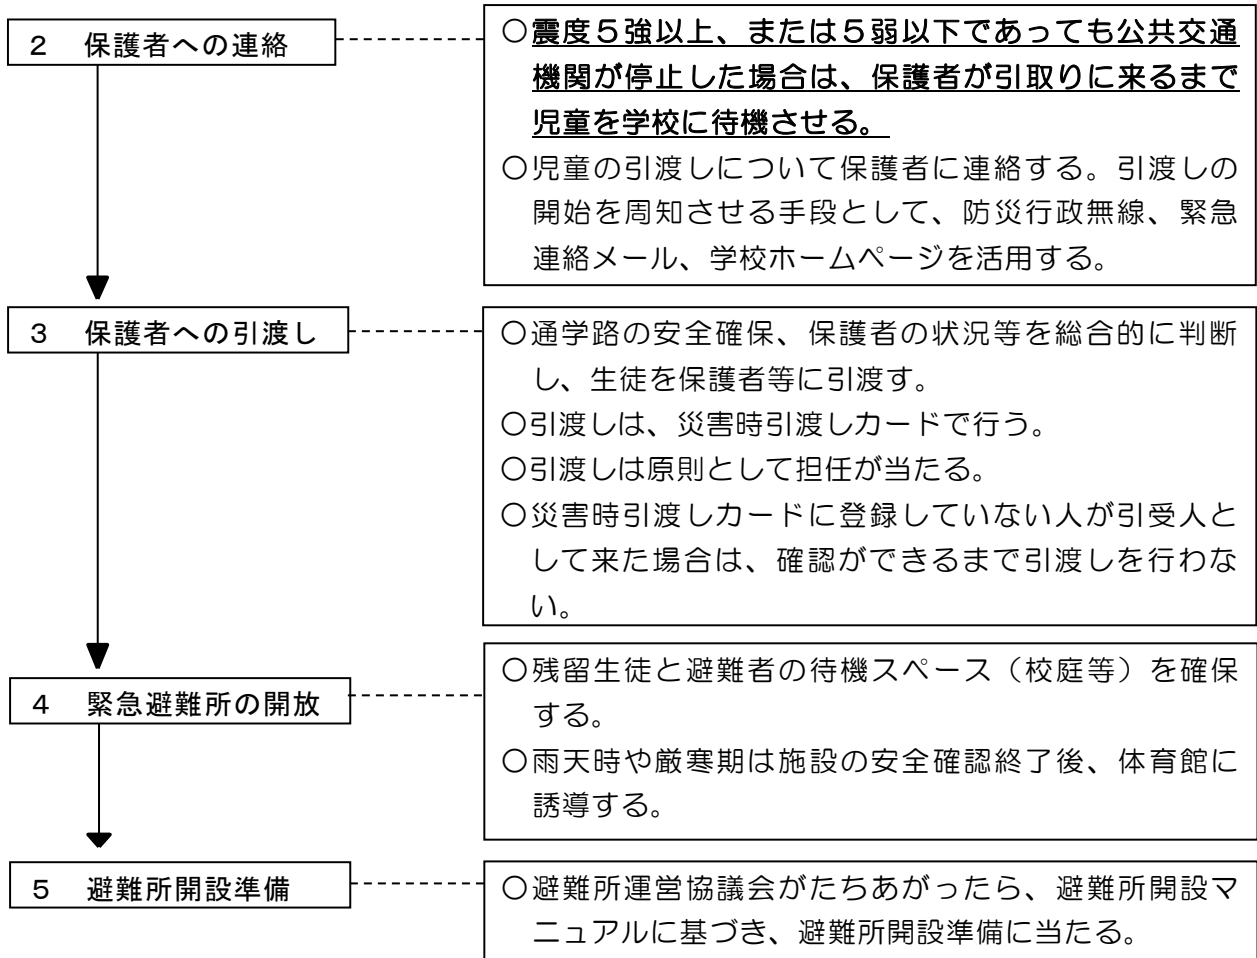 2 保護者への連絡
○震度5強以上、または5弱以下であっても公共交通
機関が停止した場合は、保護者が引取りに来るまで
児童を学校に待機させる。
○児童の引渡しについて保護者に連絡する。引渡しの
開始を周知させる手段として、防災行政無線、緊急
連絡メール、学校ホームページを活用する。
3 保護者への引渡し
○通学路の安全確保、保護者の状況等を総合的に判断
し、生徒を保護者等に引渡す。
○引渡しは、災害時引渡しカードで行う。
○引渡しは原則として担任が当たる。
○災害時引渡しカードに登録していない人が引受人と
して来た場合は、確認ができるまで引渡しを行わな
い。
4 緊急避難所の開放
○残留生徒と避難者の待機スペース（校庭等）を確保
する。
○雨天時や厳寒期は施設の安全確認終了後、体育館に
誘導する。
5 避難所開設準備
○避難所運営協議会がたちあがったら、避難所開設マ
ニュアルに基づき、避難所開設準備に当たる。